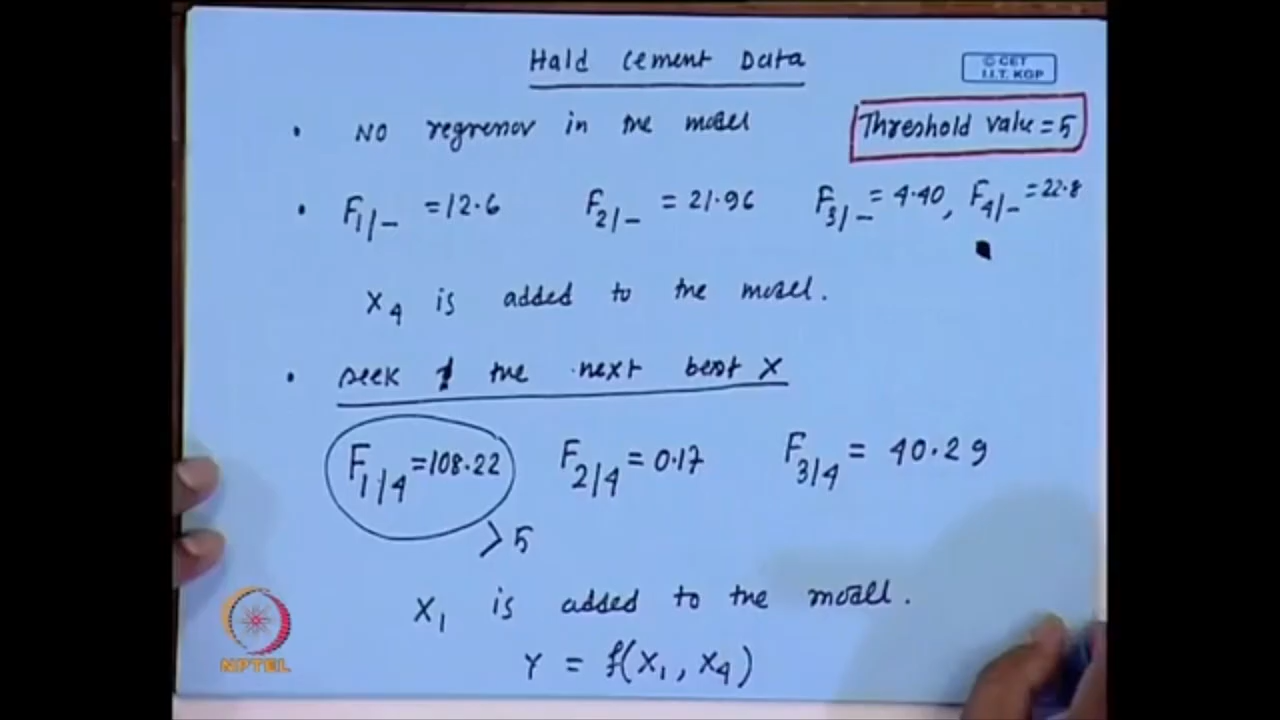 Hald Cement Data
© CET
I.I.T. KGP
• No regressor in the model
Threshold value = 5
• F1/- = 12.6 F2/- = 21.96 F3/- = 4.40, F4/- = 22.8
X4 is added to the model.
• seek the next best X
F1/4 = 108.22 F2/4 = 0.17 F3/4 = 40.29
> 5
X1 is added to the model.
Y = f(X1, X4)
NPTEL